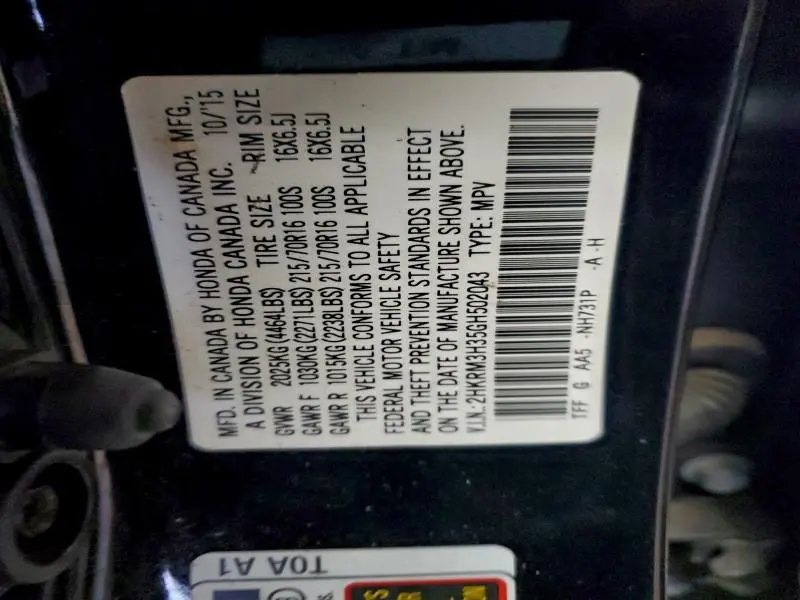 MFD. IN CANADA BY HONDA OF CANADA MFG.,
A DIVISION OF HONDA CANADA INC. 10/'15
GVWR 2025KG(4464LBS) TIRE SIZE RIM SIZE
GAWR F 1030KG(2271LBS) 215/70R16 100S 16X6.5J
GAWR R 1015KG(2238LBS) 215/70R16 100S 16X6.5J
THIS VEHICLE CONFORMS TO ALL APPLICABLE
FEDERAL MOTOR VEHICLE SAFETY
AND THEFT PREVENTION STANDARDS IN EFFECT
ON THE DATE OF MANUFACTURE SHOWN ABOVE.
V.I.N.:2HKRM3H35GH502043 TYPE: MPV
TFF G AA5 -NH731P -A -H
T0A A1